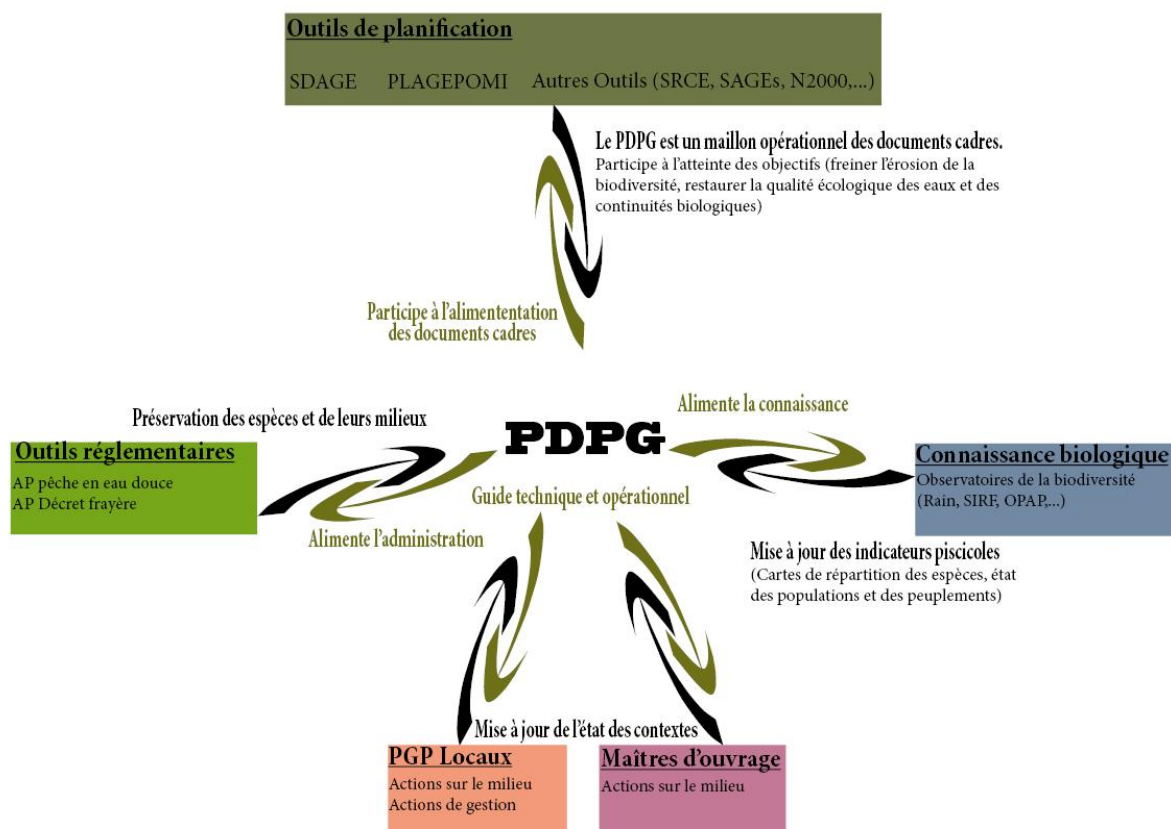 Outils de planification
SDAGE PLAGEPOMI Autres Outils (SRCE, SAGEs, N2000,...)
Le PDPG est un maillon opérationnel des documents cadres.
Participe à l'atteinte des objectifs (freiner l'érosion de la
biodiversité, restaurer la qualité écologique des eaux et des
continuités biologiques)
Participe à l'alimententation
des documents cadres
Préservation des espèces et de leurs milieux
Alimente la connaissance
PDPG
Outils réglementaires
AP pêche en eau douce
AP Décret frayère
Connaissance biologique
Observatoires de la biodiversité
(Rain, SIRF, OPAP,...)
Guide technique et opérationnel
Alimente l'administration
Mise à jour des indicateurs piscicoles
(Cartes de répartition des espèces, état
des populations et des peuplements)
Mise à jour de l'état des contextes
PGP Locaux
Actions sur le milieu
Actions de gestion
Maîtres d'ouvrage
Actions sur le milieu